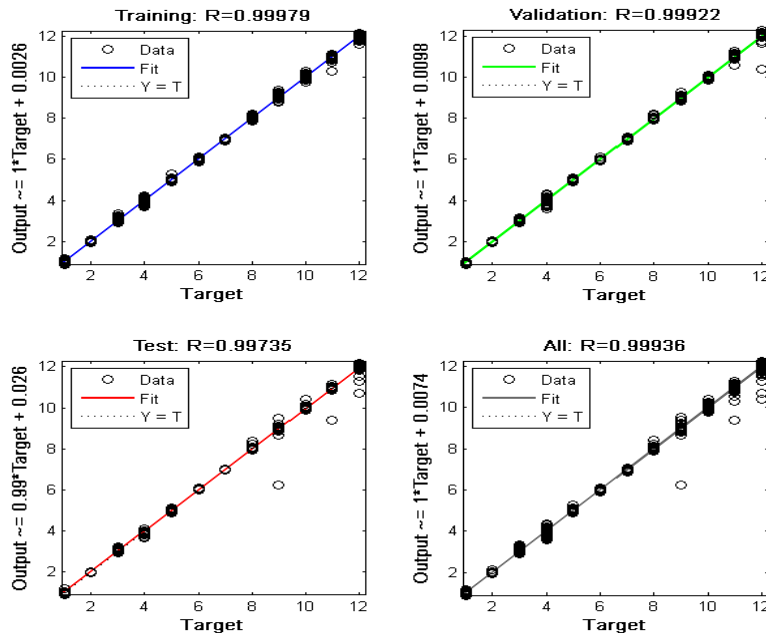 Training: R=0.99979
Output ~= 1*Target + 0.0026
12
10
8
6
4
2
Data
Fit
Y = T
2 4 6 8 10 12
Target
Validation: R=0.99922
Output ~= 1*Target + 0.0098
12
10
8
6
4
2
Data
Fit
Y = T
2 4 6 8 10 12
Target
Test: R=0.99735
Output ~= 0.99*Target + 0.026
12
10
8
6
4
2
Data
Fit
Y = T
2 4 6 8 10 12
Target
All: R=0.99936
Output ~= 1*Target + 0.0074
12
10
8
6
4
2
Data
Fit
Y = T
2 4 6 8 10 12
Target